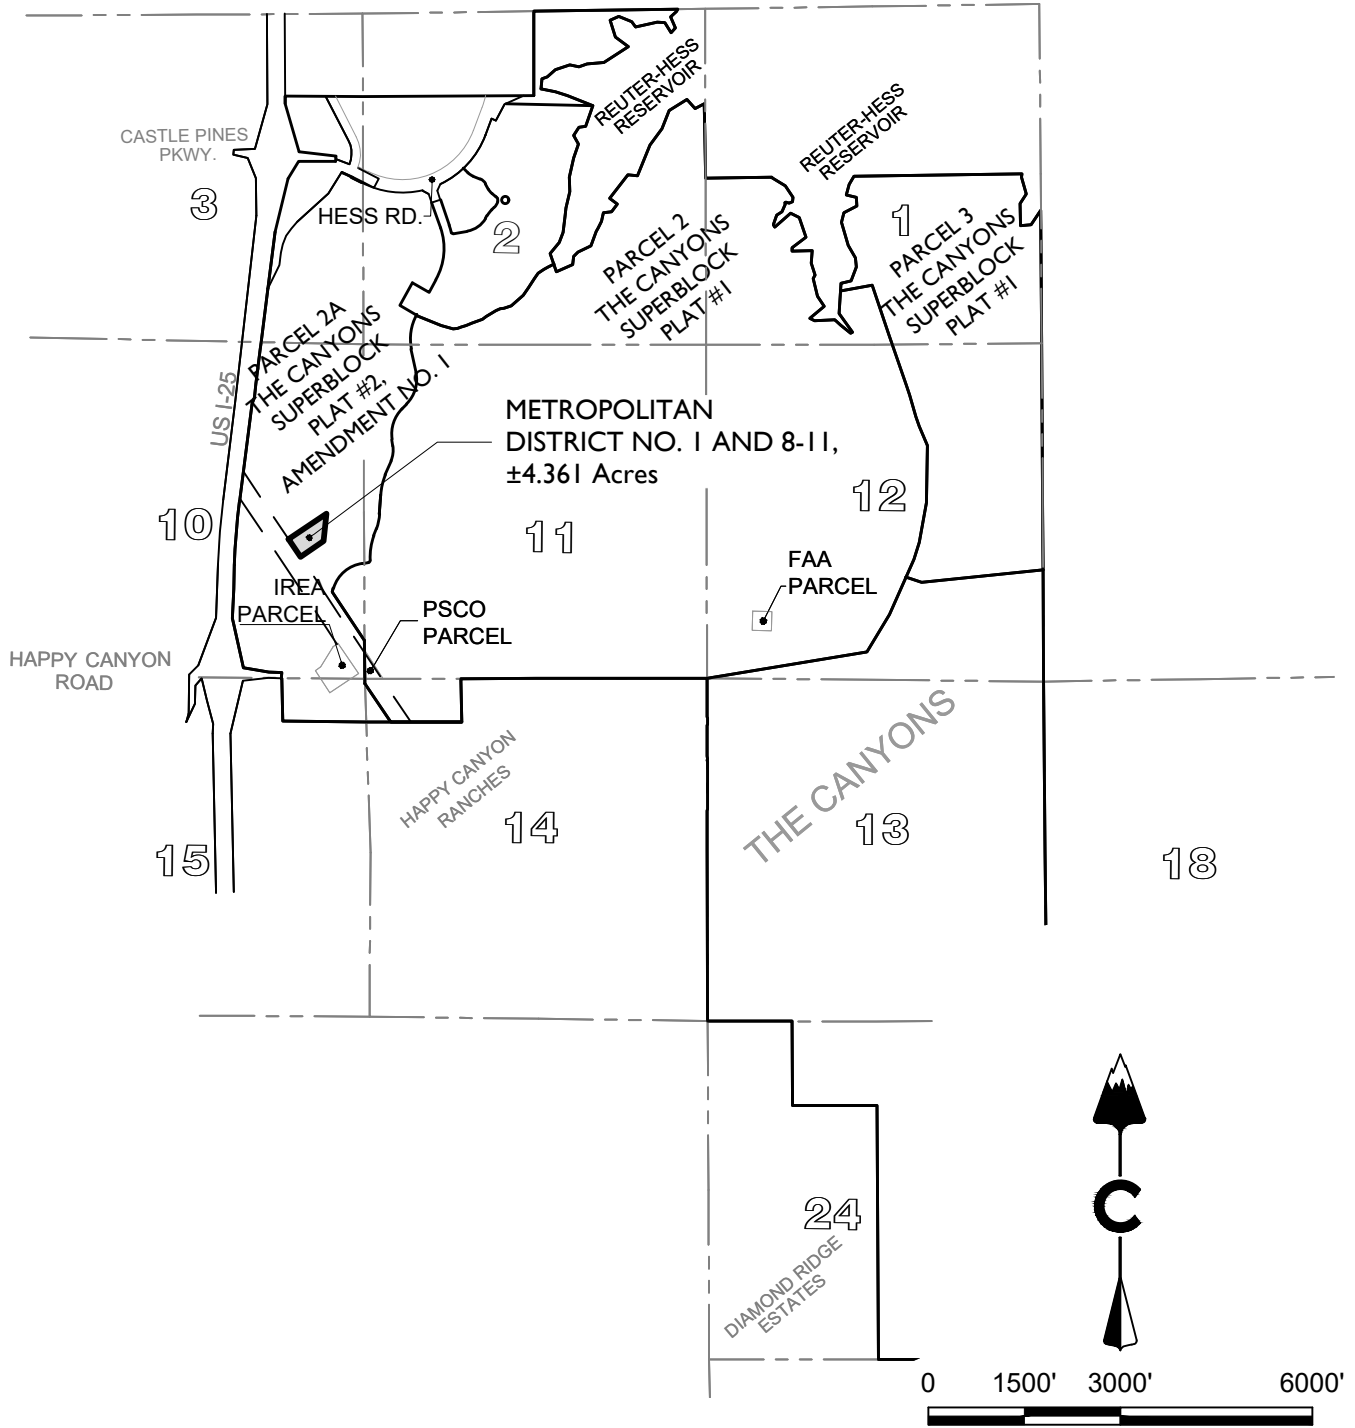 REUTER-HESS
RESERVOIR
REUTER-HESS
RESERVOIR
CASTLE PINES
PKWY.
3
HESS RD.
2
1
PARCEL 2
THE CANYONS
SUPERBLOCK
PLAT #1
PARCEL 3
THE CANYONS
SUPERBLOCK
PLAT #1
PARCEL 2A
THE CANYONS
SUPERBLOCK
PLAT #2,
AMENDMENT NO. 1
US I-25
METROPOLITAN
DISTRICT NO. 1 AND 8-11,
±4.361 Acres
10
11
12
IREA
PARCEL
PSCO
PARCEL
FAA
PARCEL
HAPPY CANYON
ROAD
HAPPY CANYON
RANCHES
THE CANYONS
15
14
13
18
24
DIAMOND RIDGE
ESTATES
C
0 1500' 3000' 6000'